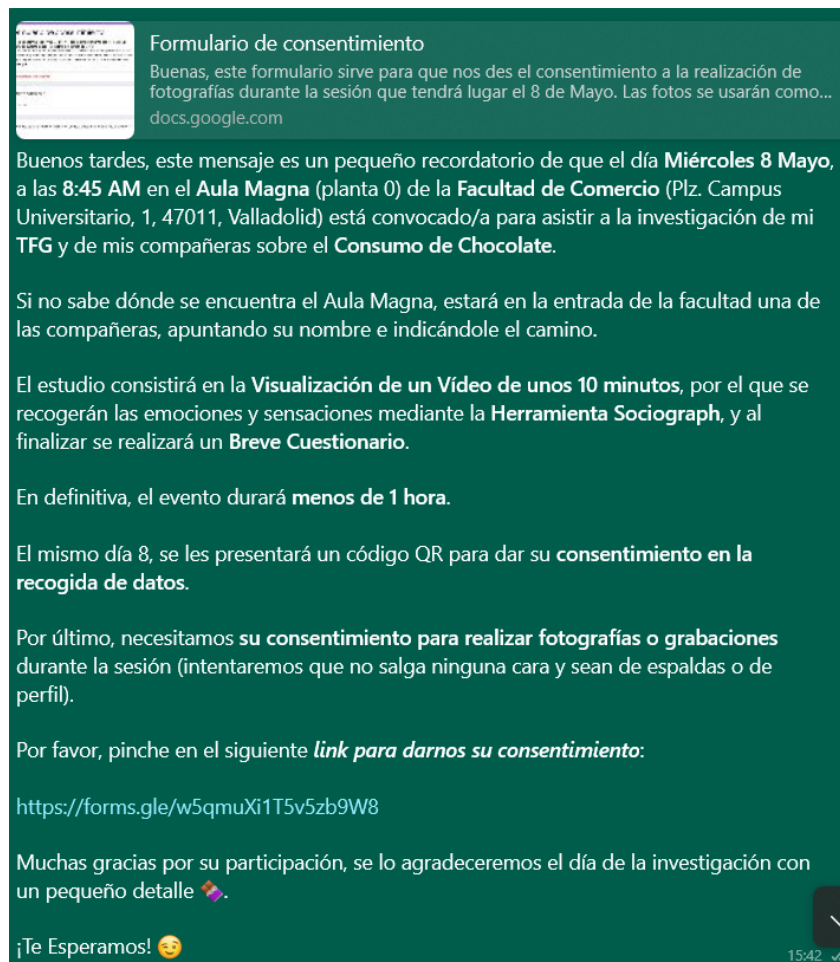 Formulario de consentimiento
Buenas, este formulario sirve para que nos des el consentimiento a la realización de
fotografías durante la sesión que tendrá lugar el 8 de Mayo. Las fotos se usarán como...
docs.google.com
Buenos tardes, este mensaje es un pequeño recordatorio de que el día Miércoles 8 Mayo,
a las 8:45 AM en el Aula Magna (planta 0) de la Facultad de Comercio (Plz. Campus
Universitario, 1, 47011, Valladolid) está convocado/a para asistir a la investigación de mi
TFG y de mis compañeras sobre el Consumo de Chocolate.
Si no sabe dónde se encuentra el Aula Magna, estará en la entrada de la facultad una de
las compañeras, apuntando su nombre e indicándole el camino.
El estudio consistirá en la Visualización de un Vídeo de unos 10 minutos, por el que se
recogerán las emociones y sensaciones mediante la Herramienta Sociograph, y al
finalizar se realizará un Breve Cuestionario.
En definitiva, el evento durará menos de 1 hora.
El mismo día 8, se les presentará un código QR para dar su consentimiento en la
recogida de datos.
Por último, necesitamos su consentimiento para realizar fotografías o grabaciones
durante la sesión (intentaremos que no salga ninguna cara y sean de espaldas o de
perfil).
Por favor, pinche en el siguiente link para darnos su consentimiento:
https://forms.gle/w5qmuXi1T5v5zb9W8
Muchas gracias por su participación, se lo agradeceremos el día de la investigación con
un pequeño detalle 🍫.
¡Te Esperamos! 😉
15:42